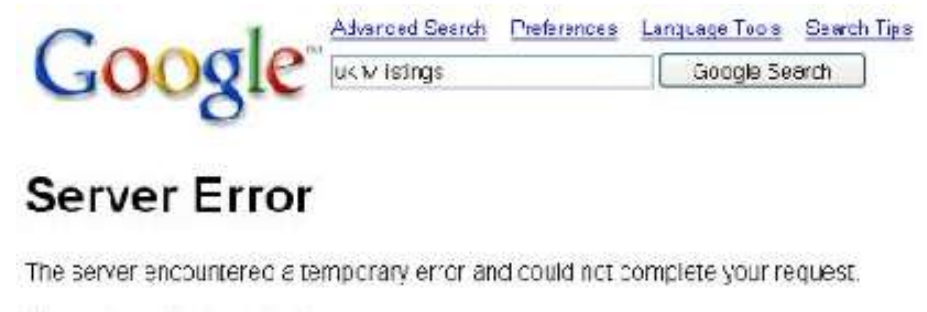 Google™
Advanced Search Preferences Language Tools Search Tips
uk tv listings
Google Search
Server Error
The server encountered a temporary error and could not complete your request.